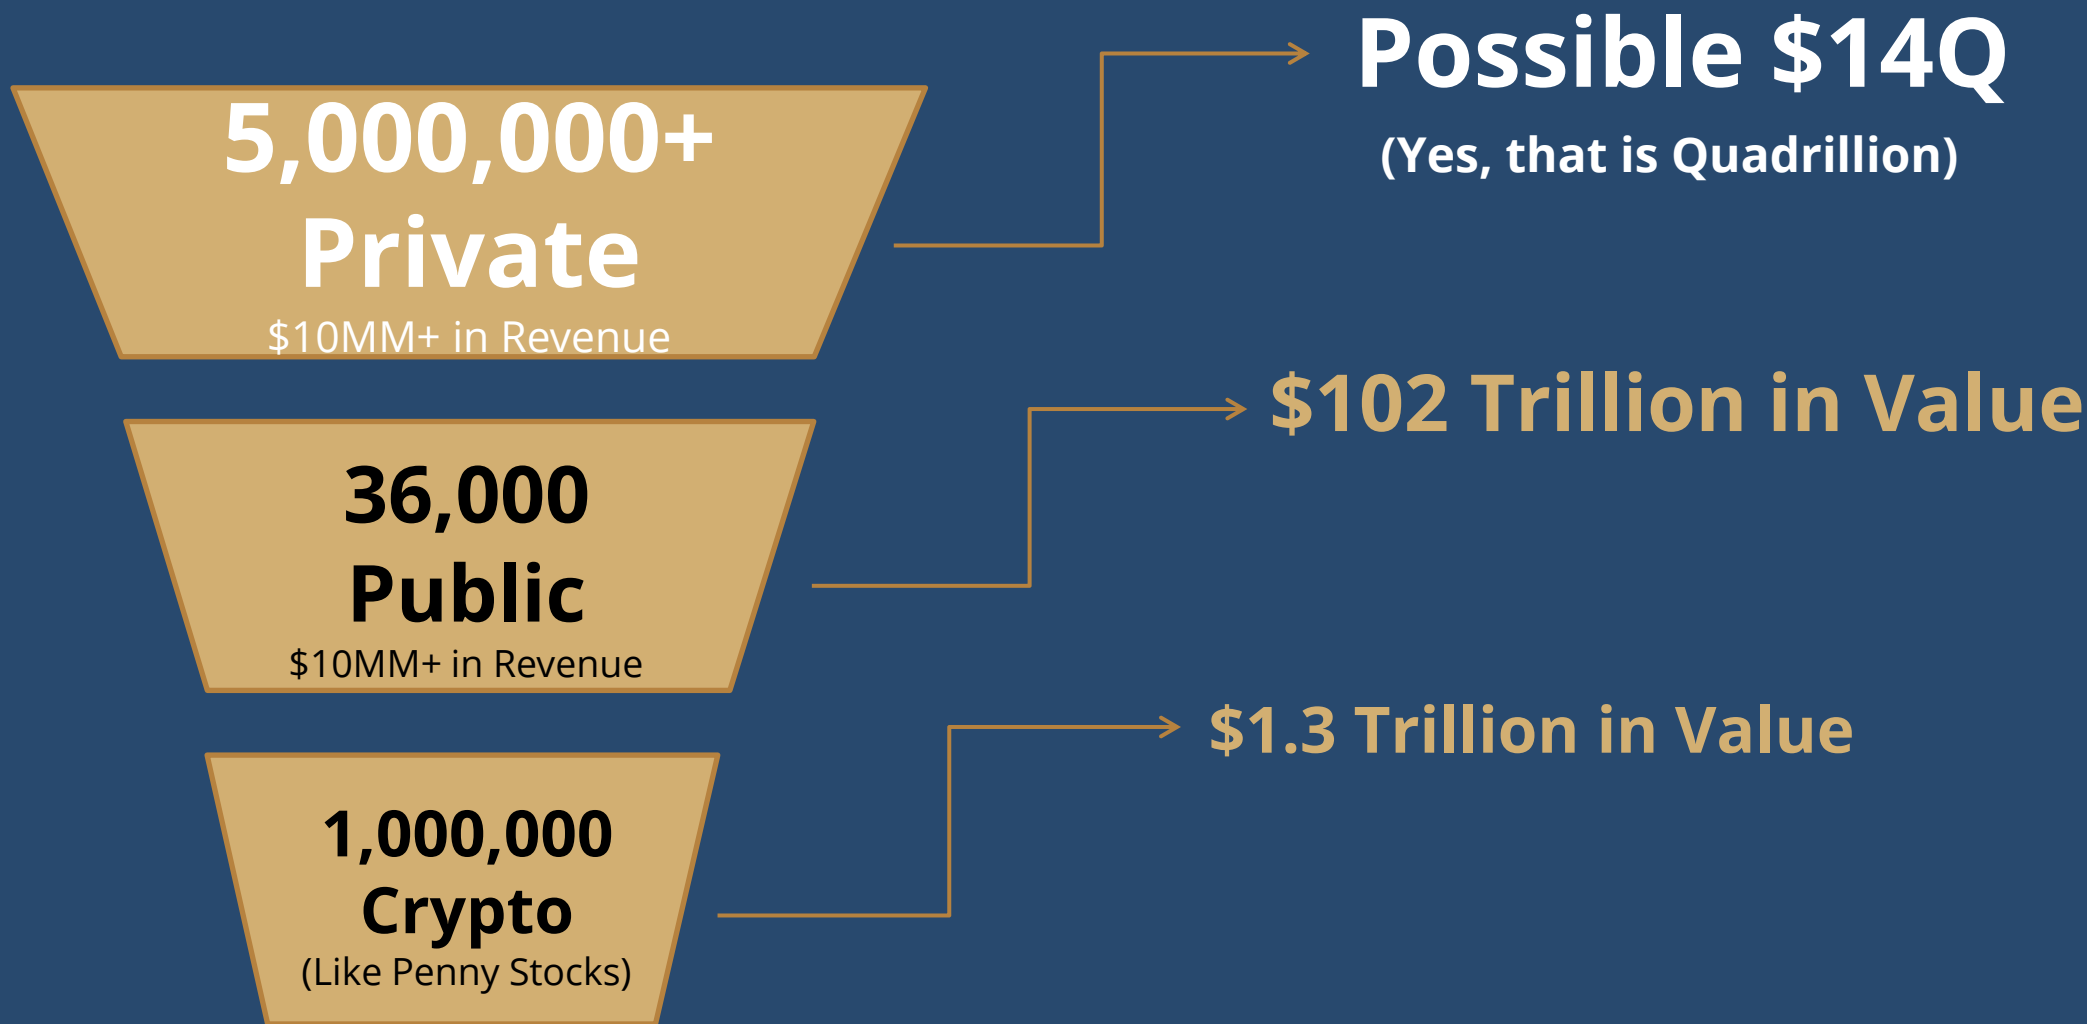 5,000,000+
Private
$10MM+ in Revenue
Possible $14Q
(Yes, that is Quadrillion)
36,000
Public
$10MM+ in Revenue
$102 Trillion in Value
1,000,000
Crypto
(Like Penny Stocks)
$1.3 Trillion in Value